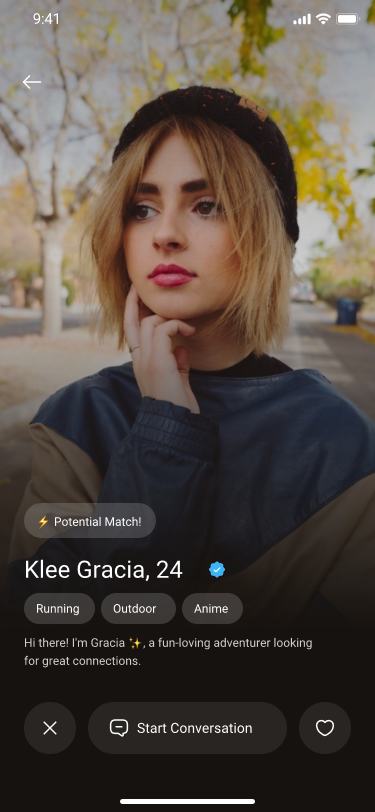 9:41
⚡ Potential Match!
Klee Gracia, 24
Running Outdoor Anime
Hi there! I'm Gracia ✨, a fun-loving adventurer looking
for great connections.
Start Conversation